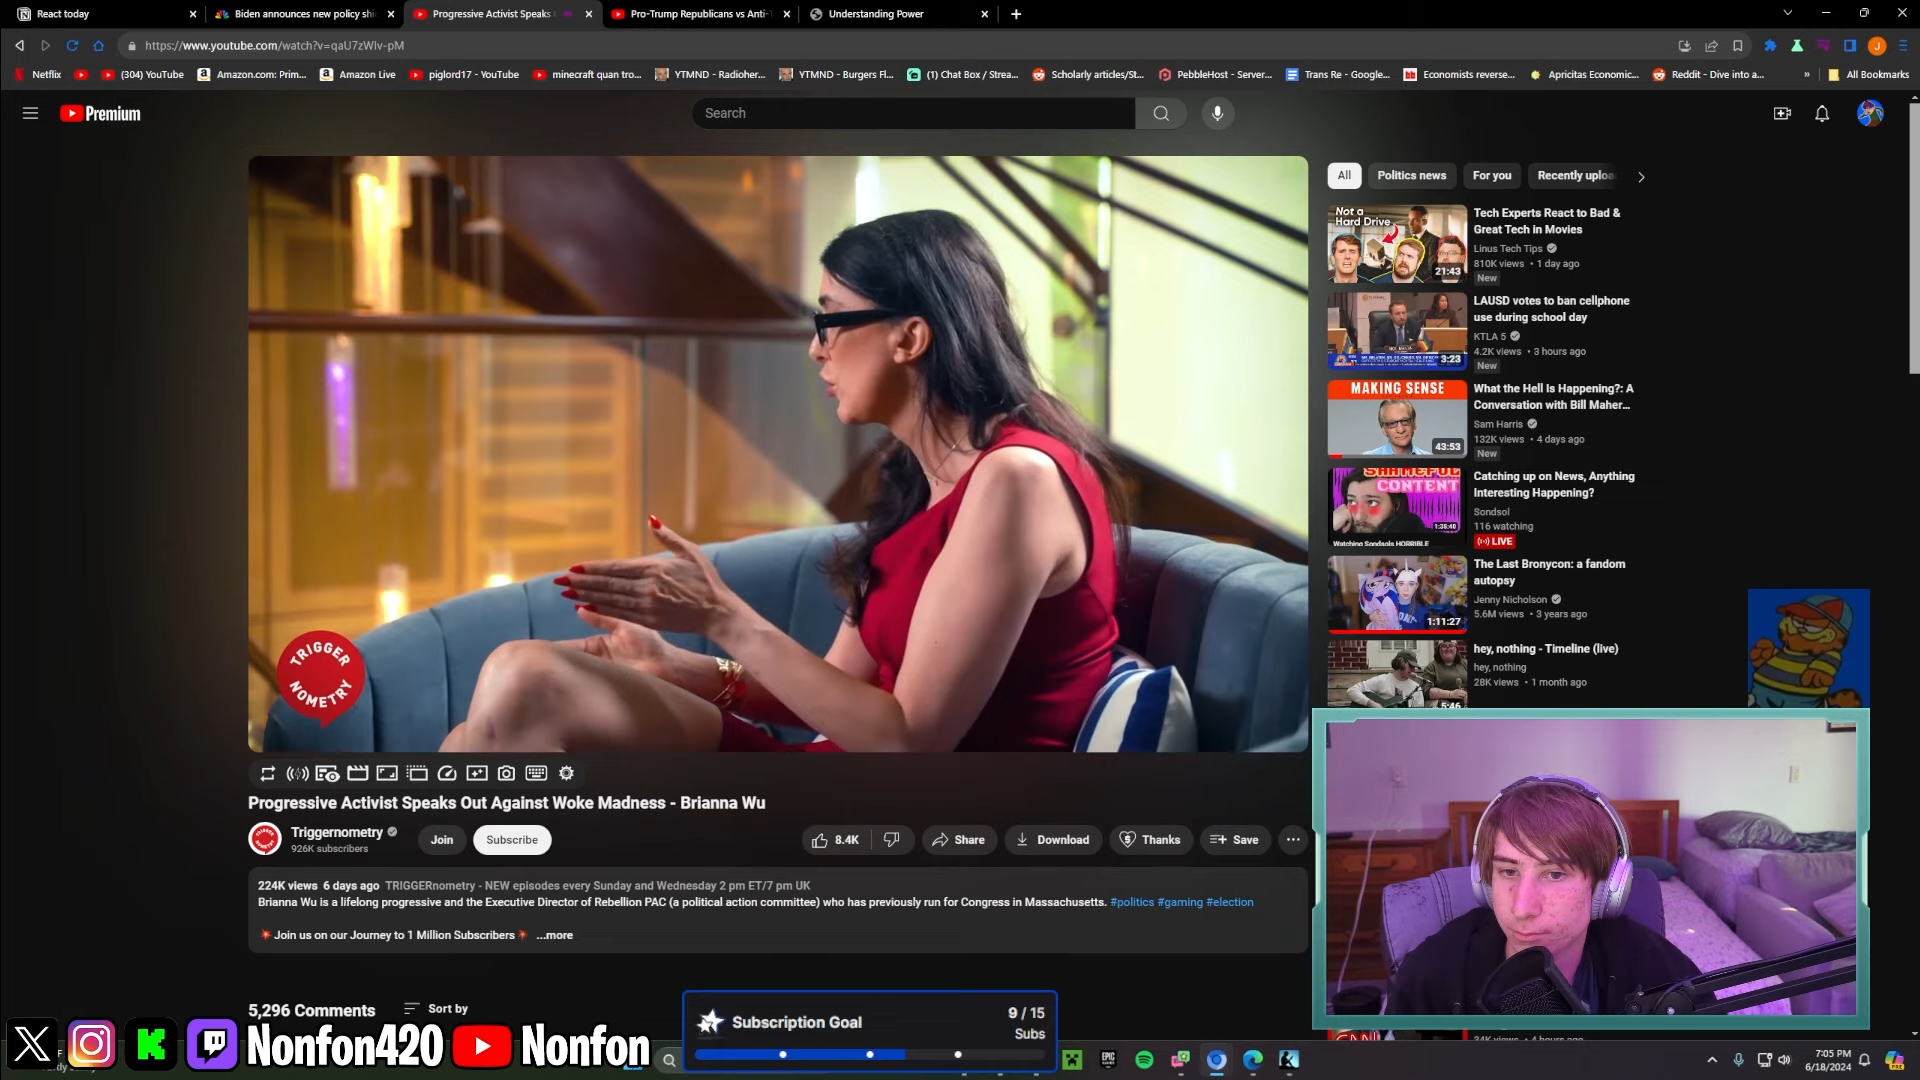 React today
Biden announces new policy shi
Progressive Activist Speaks
Pro-Trump Republicans vs Anti-
Understanding Power
https://www.youtube.com/watch?v=qaU7zWlv-pM
Netflix
(304) YouTube
Amazon.com: Prim...
Amazon Live
piglord17 - YouTube
minecraft quan tro...
YTMND - Radioher...
YTMND - Burgers Fl...
(1) Chat Box / Strea...
Scholarly articles/St...
PebbleHost - Server...
Trans Re - Google...
Economists reverse...
Apricitas Economic...
Reddit - Dive into a...
»
All Bookmarks
Premium
Search
All
Politics news
For you
Recently uploa
Not a
Hard Drive
21:43
Tech Experts React to Bad &
Great Tech in Movies
Linus Tech Tips
810K views • 1 day ago
New
3:23
LAUSD votes to ban cellphone
use during school day
KTLA 5
4.2K views • 3 hours ago
New
MAKING SENSE
43:53
What the Hell Is Happening?: A
Conversation with Bill Maher...
Sam Harris
132K views • 4 days ago
New
SHAMEFUL
CONTENT
1:36:40
Watching Sondsols HORRIBLE
Catching up on News, Anything
Interesting Happening?
Sondsol
116 watching
LIVE
1:11:27
The Last Bronycon: a fandom
autopsy
Jenny Nicholson
5.6M views • 3 years ago
5:46
hey, nothing - Timeline (live)
hey, nothing
28K views • 1 month ago
TRIGGER
NOMETRY
Progressive Activist Speaks Out Against Woke Madness - Brianna Wu
Triggernometry
926K subscribers
Join
Subscribe
8.4K
Share
Download
Thanks
Save
224K views 6 days ago TRIGGERnometry - NEW episodes every Sunday and Wednesday 2 pm ET/7 pm UK
Brianna Wu is a lifelong progressive and the Executive Director of Rebellion PAC (a political action committee) who has previously run for Congress in Massachusetts. #politics #gaming #election
Join us on our Journey to 1 Million Subscribers
...more
5,296 Comments
Sort by
Subscription Goal
9 / 15
Subs
Nonfon420
Nonfon
EPIC
7:05 PM
6/18/2024